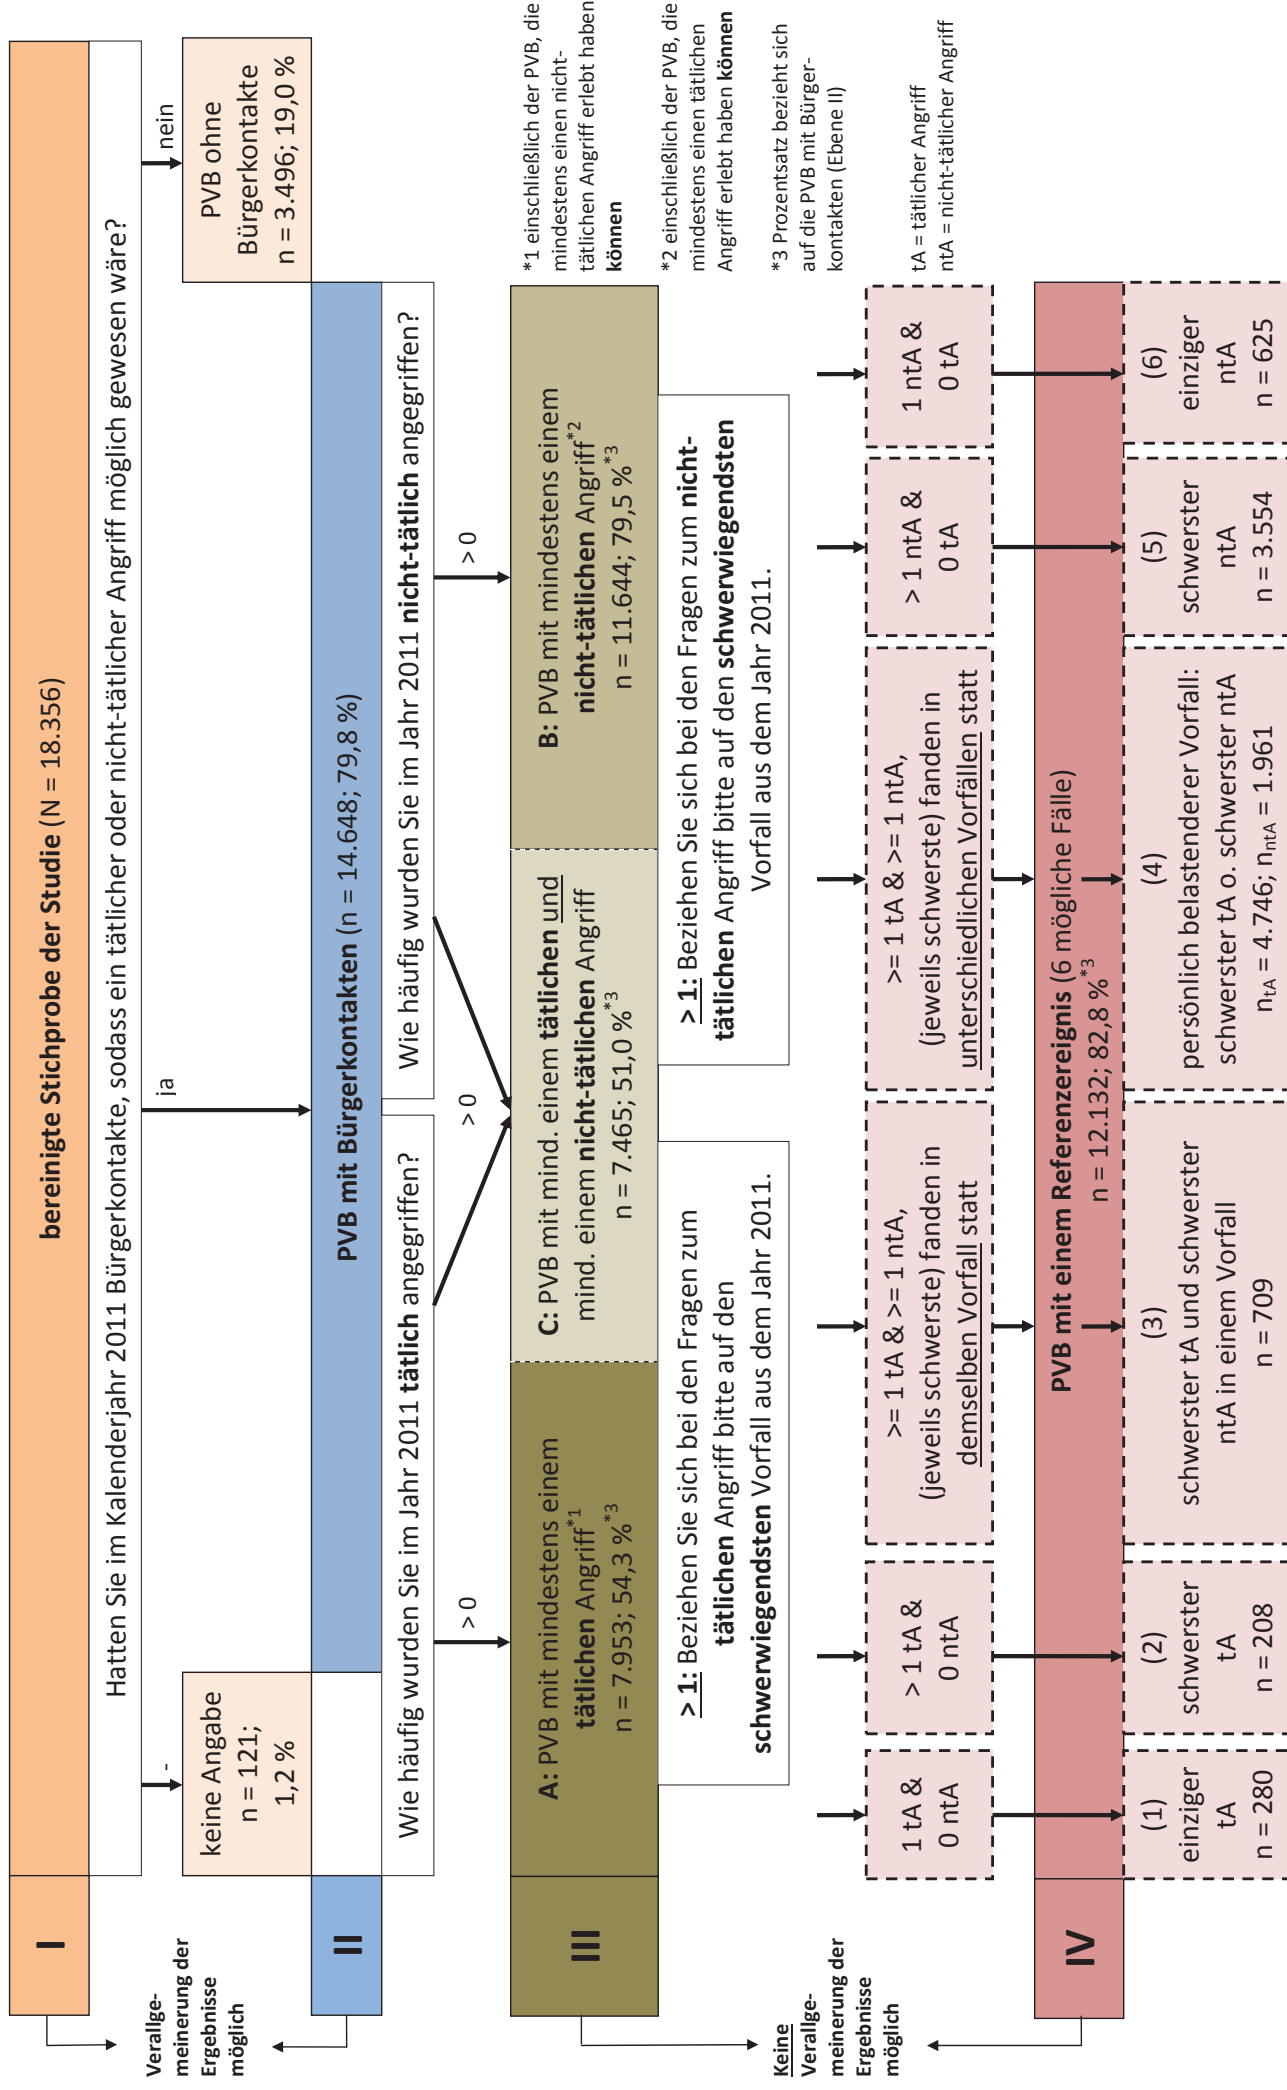 I
bereinigte Stichprobe der Studie (N = 18.356)
Hatten Sie im Kalenderjahr 2011 Bürgerkontakte, sodass ein tätlicher oder nicht-tätlicher Angriff möglich gewesen wäre?
-
ja
nein
keine Angabe
n = 121;
1,2 %
PVB ohne
Bürgerkontakte
n = 3.496; 19,0 %
Verallge-
meinerung der
Ergebnisse
möglich
II
PVB mit Bürgerkontakten (n = 14.648; 79,8 %)
Wie häufig wurden Sie im Jahr 2011 tätlich angegriffen?
Wie häufig wurden Sie im Jahr 2011 nicht-tätlich angegriffen?
> 0
> 0
> 0
III
A: PVB mit mindestens einem
tätlichen Angriff*1
n = 7.953; 54,3 %*3
C: PVB mit mind. einem tätlichen und
mind. einem nicht-tätlichen Angriff
n = 7.465; 51,0 %*3
B: PVB mit mindestens einem
nicht-tätlichen Angriff*2
n = 11.644; 79,5 %*3
*1 einschließlich der PVB, die
mindestens einen nicht-
tätlichen Angriff erlebt haben
können
*2 einschließlich der PVB, die
mindestens einen tätlichen
Angriff erlebt haben können
*3 Prozentsatz bezieht sich
auf die PVB mit Bürger-
kontakten (Ebene II)
tA = tätlicher Angriff
ntA = nicht-tätlicher Angriff
> 1: Beziehen Sie sich bei den Fragen zum
tätlichen Angriff bitte auf den
schwerwiegendsten Vorfall aus dem Jahr 2011.
> 1: Beziehen Sie sich bei den Fragen zum nicht-
tätlichen Angriff bitte auf den schwerwiegendsten
Vorfall aus dem Jahr 2011.
Keine
Verallge-
meinerung der
Ergebnisse
möglich
1 tA &
0 ntA
> 1 tA &
0 ntA
>= 1 tA & >= 1 ntA,
(jeweils schwerste) fanden in
demselben Vorfall statt
>= 1 tA & >= 1 ntA,
(jeweils schwerste) fanden in
unterschiedlichen Vorfällen statt
> 1 ntA &
0 tA
1 ntA &
0 tA
IV
PVB mit einem Referenzereignis (6 mögliche Fälle)
n = 12.132; 82,8 %*3
(1)
einziger
tA
n = 280
(2)
schwerster
tA
n = 208
(3)
schwerster tA und schwerster
ntA in einem Vorfall
n = 709
(4)
persönlich belastenderer Vorfall:
schwerster tA o. schwerster ntA
ntA = 4.746; nntA = 1.961
(5)
schwerster
ntA
n = 3.554
(6)
einziger
ntA
n = 625